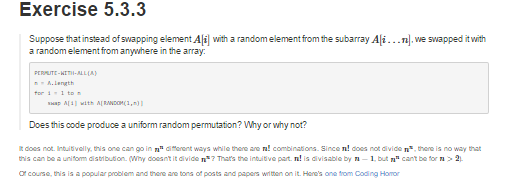 Exercise 5.3.3
Suppose that instead of swapping element A[i] with a random element from the subarray A[i … n], we swapped it with
a random element from anywhere in the array:
PERMUTE-WITH-ALL(A)
n = A.length
for i = 1 to n
swap A[i] with A[RANDOM(1,n)]
Does this code produce a uniform random permutation? Why or why not?
It does not. Intuitivelly, this one can go in nⁿ different ways while there are n! combinations. Since n! does not divide nⁿ, there is no way that
this can be a uniform distribution. (Why doesn't it divide nⁿ? That's the intuitive part. n! is divisable by n − 1, but nⁿ can't be for n > 2).
Of course, this is a popular problem and there are tons of posts and papers written on it. Here's one from Coding Horror